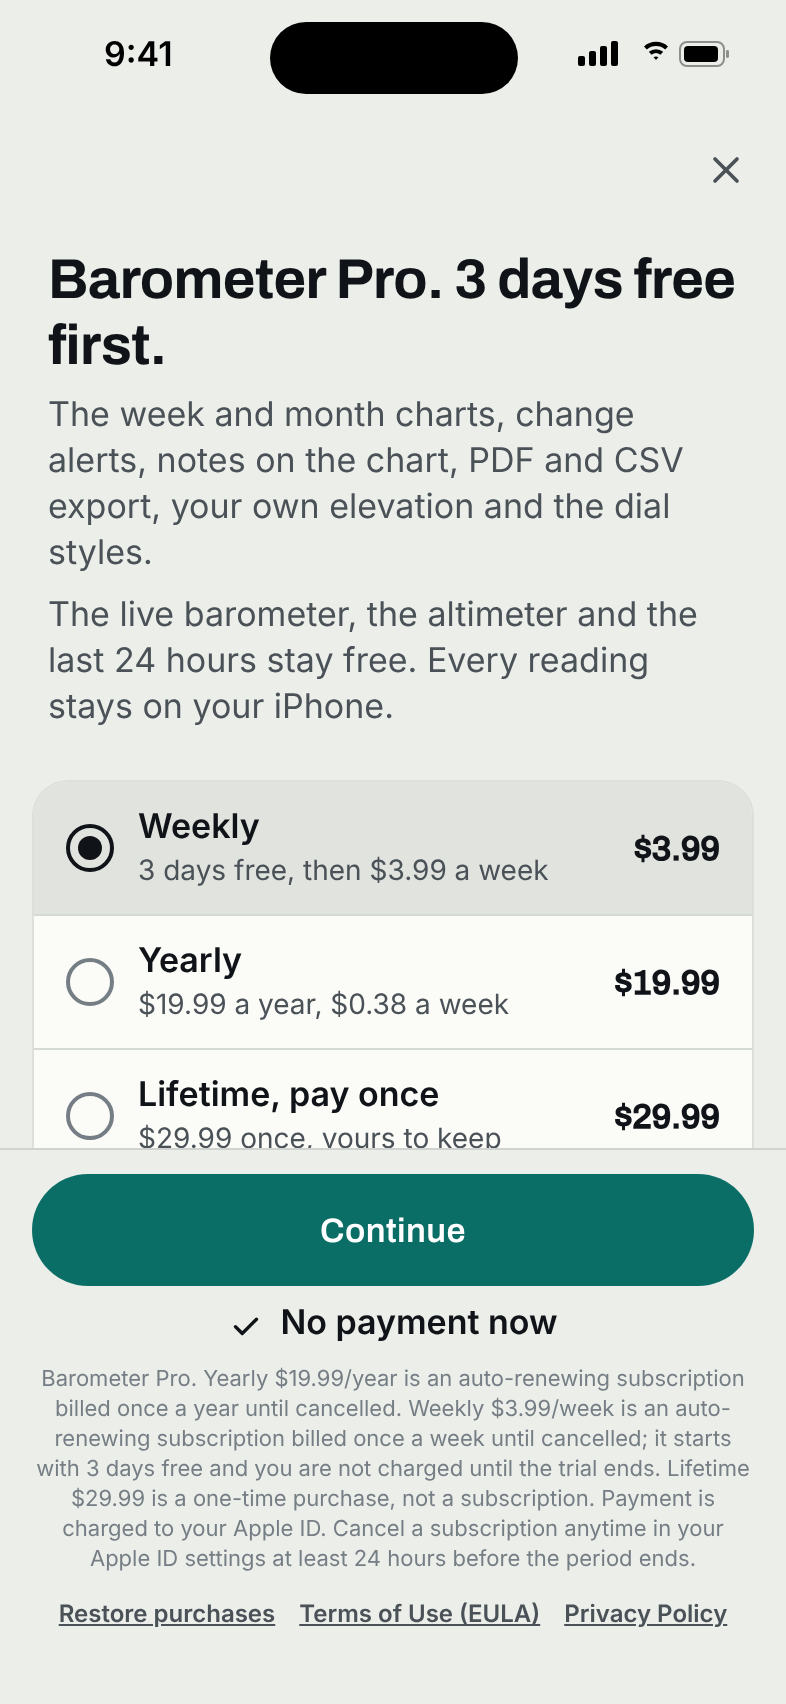 9:41
Barometer Pro. 3 days free
first.
The week and month charts, change
alerts, notes on the chart, PDF and CSV
export, your own elevation and the dial
styles.
The live barometer, the altimeter and the
last 24 hours stay free. Every reading
stays on your iPhone.
Weekly
3 days free, then $3.99 a week
$3.99
Yearly
$19.99 a year, $0.38 a week
$19.99
Lifetime, pay once
$29.99 once, yours to keep
$29.99
Continue
No payment now
Barometer Pro. Yearly $19.99/year is an auto-renewing subscription
billed once a year until cancelled. Weekly $3.99/week is an auto-
renewing subscription billed once a week until cancelled; it starts
with 3 days free and you are not charged until the trial ends. Lifetime
$29.99 is a one-time purchase, not a subscription. Payment is
charged to your Apple ID. Cancel a subscription anytime in your
Apple ID settings at least 24 hours before the period ends.
Restore purchases Terms of Use (EULA) Privacy Policy